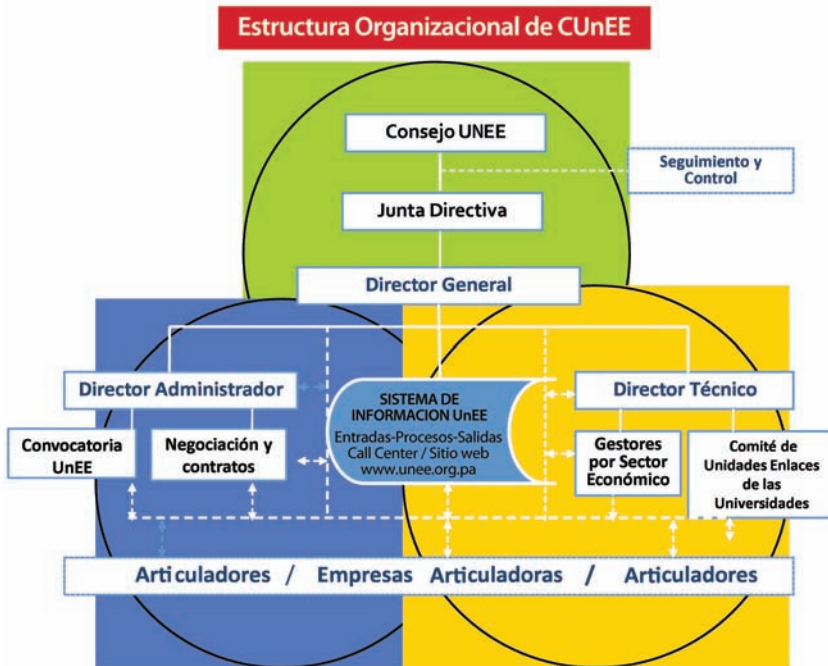 Estructura Organizacional de CUnEE
Consejo UNEE
Seguimiento y
Control
Junta Directiva
Director General
Director Administrador
SISTEMA DE
INFORMACION UnEE
Entradas-Procesos-Salidas
Call Center / Sitio web
www.unee.org.pa
Director Técnico
Convocatoria
UnEE
Negociación y
contratos
Gestores
por Sector
Económico
Comité de
Unidades Enlaces
de las
Universidades
Articuladores / Empresas Articuladoras / Articuladores